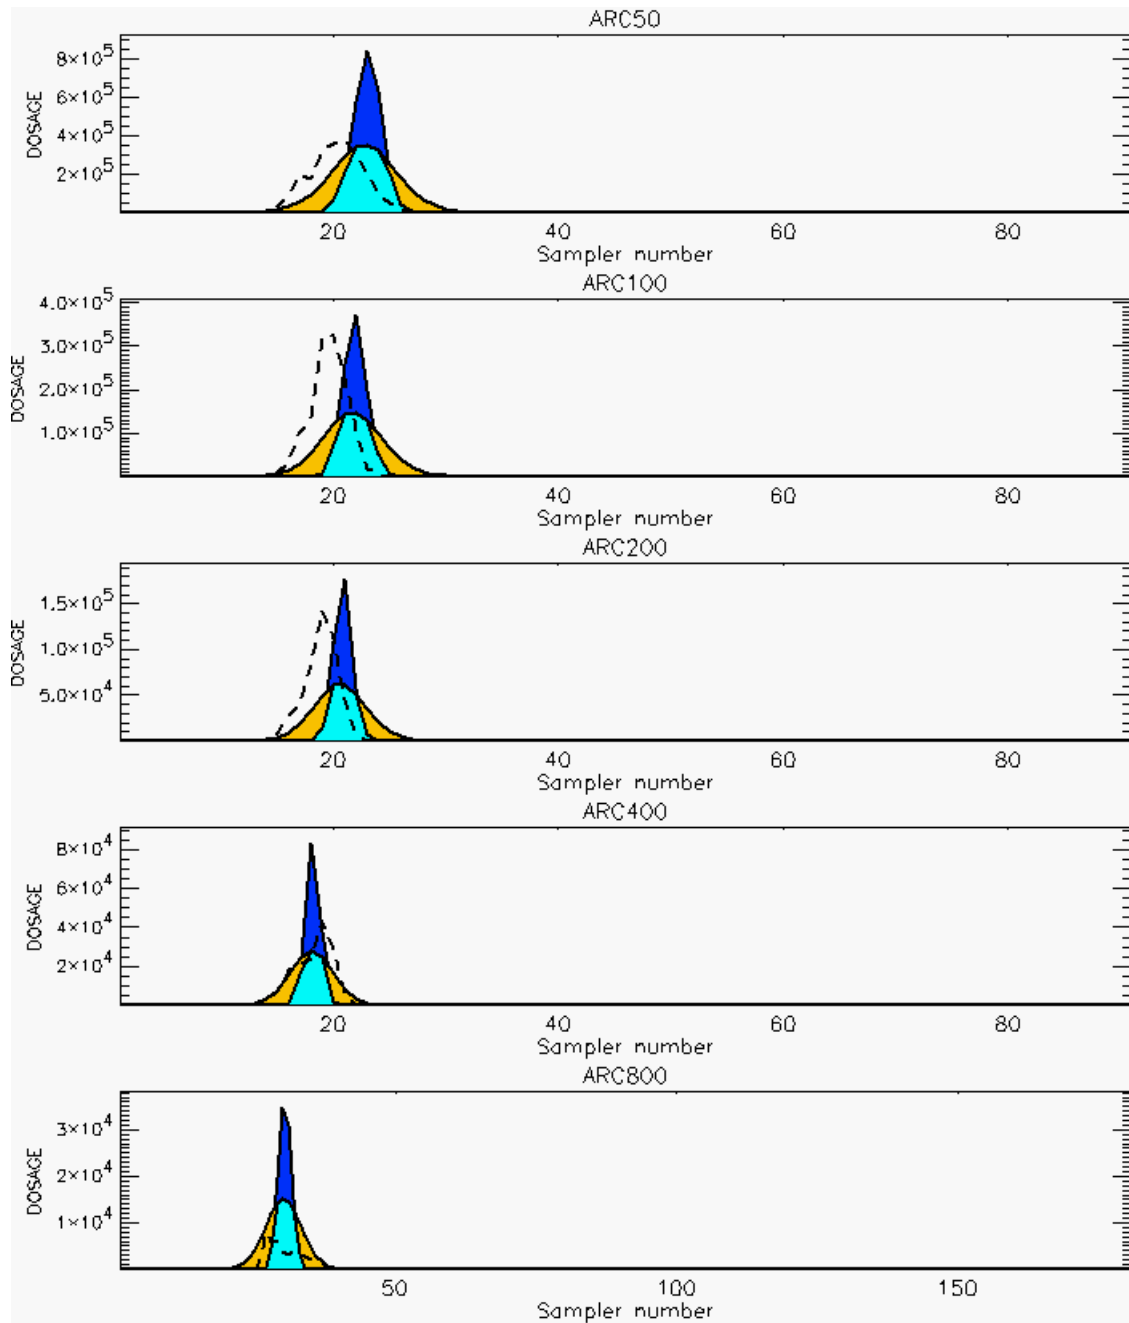 ARC50
8×10⁵
6×10⁵
4×10⁵
2×10⁵
DOSAGE
20 40 60 80
Sampler number
ARC100
4.0×10⁵
3.0×10⁵
2.0×10⁵
1.0×10⁵
DOSAGE
20 40 60 80
Sampler number
ARC200
1.5×10⁵
1.0×10⁵
5.0×10⁴
DOSAGE
20 40 60 80
Sampler number
ARC400
8×10⁴
6×10⁴
4×10⁴
2×10⁴
DOSAGE
20 40 60 80
Sampler number
ARC800
3×10⁴
2×10⁴
1×10⁴
DOSAGE
50 100 150
Sampler number